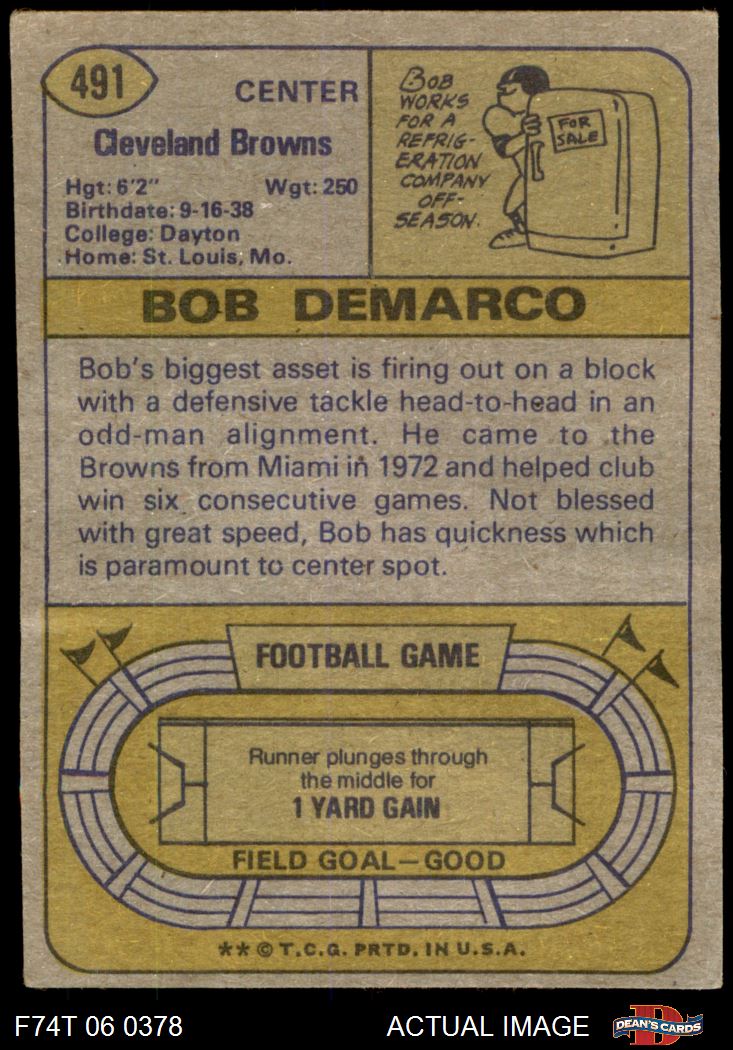 491
CENTER
Cleveland Browns
Hgt: 6'2" Wgt: 250
Birthdate: 9-16-38
College: Dayton
Home: St. Louis, Mo.
BOB
WORKS
FOR A
REFRIG-
ERATION
COMPANY
OFF-
SEASON.
FOR
SALE
BOB DEMARCO
Bob's biggest asset is firing out on a block
with a defensive tackle head-to-head in an
odd-man alignment. He came to the
Browns from Miami in 1972 and helped club
win six consecutive games. Not blessed
with great speed, Bob has quickness which
is paramount to center spot.
FOOTBALL GAME
Runner plunges through
the middle for
1 YARD GAIN
FIELD GOAL—GOOD
** © T.C.G. PRTD. IN U.S.A.
F74T 06 0378
ACTUAL IMAGE
D
DEAN'S CARDS